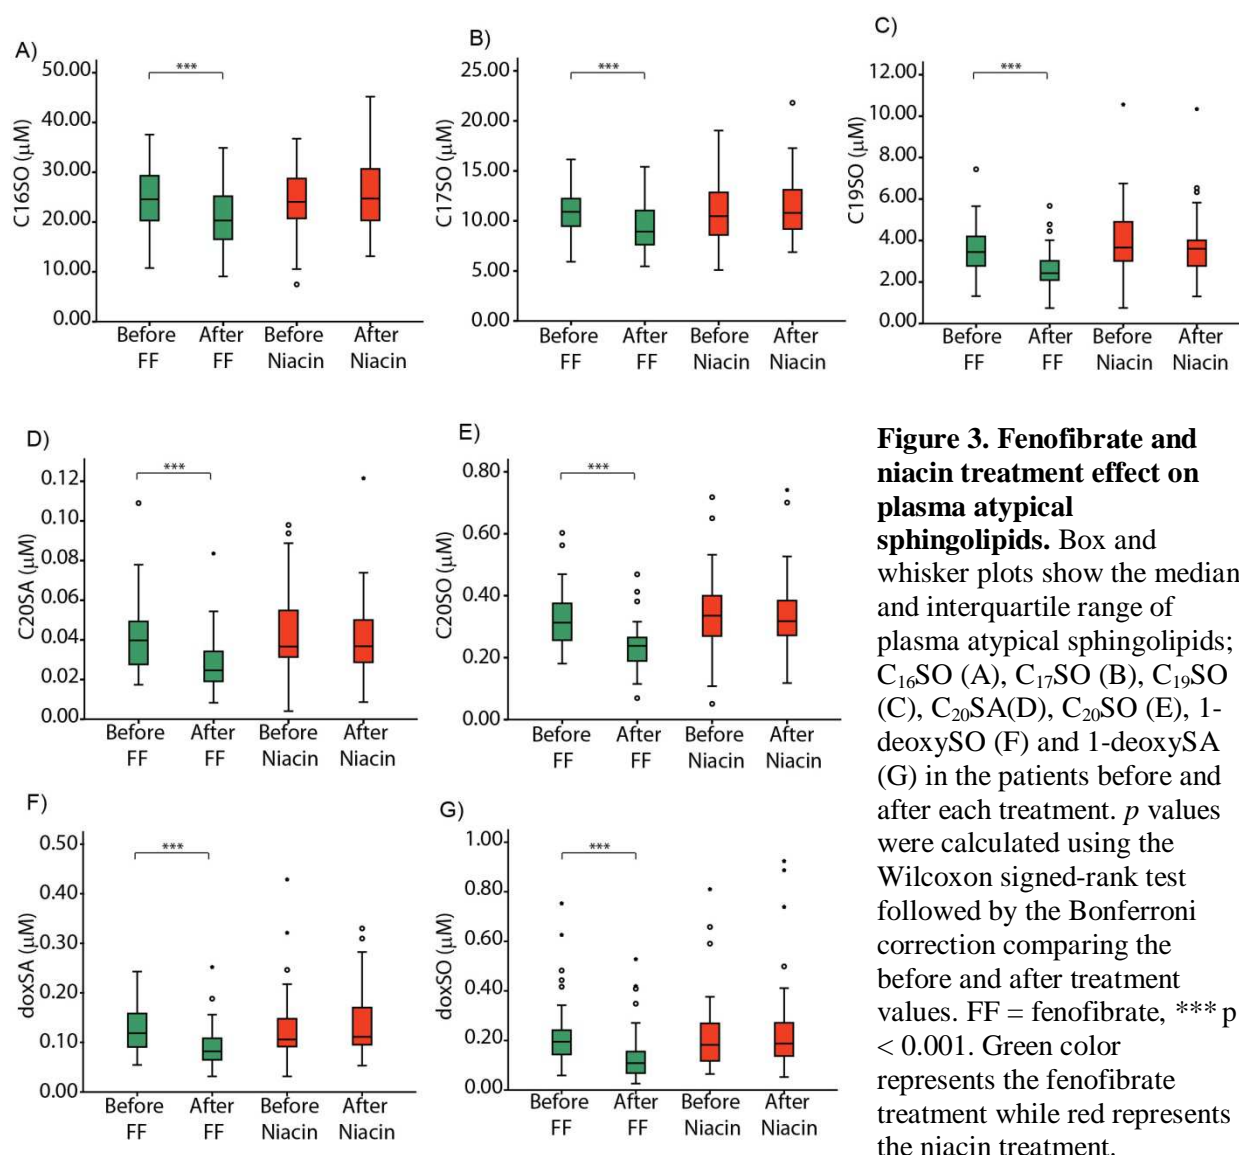 A)
50.00
40.00
30.00
20.00
10.00
0.00
C16SO (µM)
***
Before FF
After FF
Before Niacin
After Niacin
B)
25.00
20.00
15.00
10.00
5.00
0.00
C17SO (µM)
***
Before FF
After FF
Before Niacin
After Niacin
C)
12.00
10.00
8.00
6.00
4.00
2.00
0.00
C19SO (µM)
***
Before FF
After FF
Before Niacin
After Niacin
D)
0.12
0.10
0.08
0.06
0.04
0.02
0.00
C20SA (µM)
***
Before FF
After FF
Before Niacin
After Niacin
E)
0.80
0.60
0.40
0.20
0.00
C20SO (µM)
***
Before FF
After FF
Before Niacin
After Niacin
Figure 3. Fenofibrate and
niacin treatment effect on
plasma atypical
sphingolipids. Box and
whisker plots show the median
and interquartile range of
plasma atypical sphingolipids;
C₁₆SO (A), C₁₇SO (B), C₁₉SO
(C), C₂₀SA(D), C₂₀SO (E), 1-
deoxySO (F) and 1-deoxySA
(G) in the patients before and
after each treatment. p values
were calculated using the
Wilcoxon signed-rank test
followed by the Bonferroni
correction comparing the
before and after treatment
values. FF = fenofibrate, *** p
< 0.001. Green color
represents the fenofibrate
treatment while red represents
the niacin treatment.
F)
0.50
0.40
0.30
0.20
0.10
0.00
doxSA (µM)
***
Before FF
After FF
Before Niacin
After Niacin
G)
1.00
0.80
0.60
0.40
0.20
0.00
doxSO (µM)
***
Before FF
After FF
Before Niacin
After Niacin